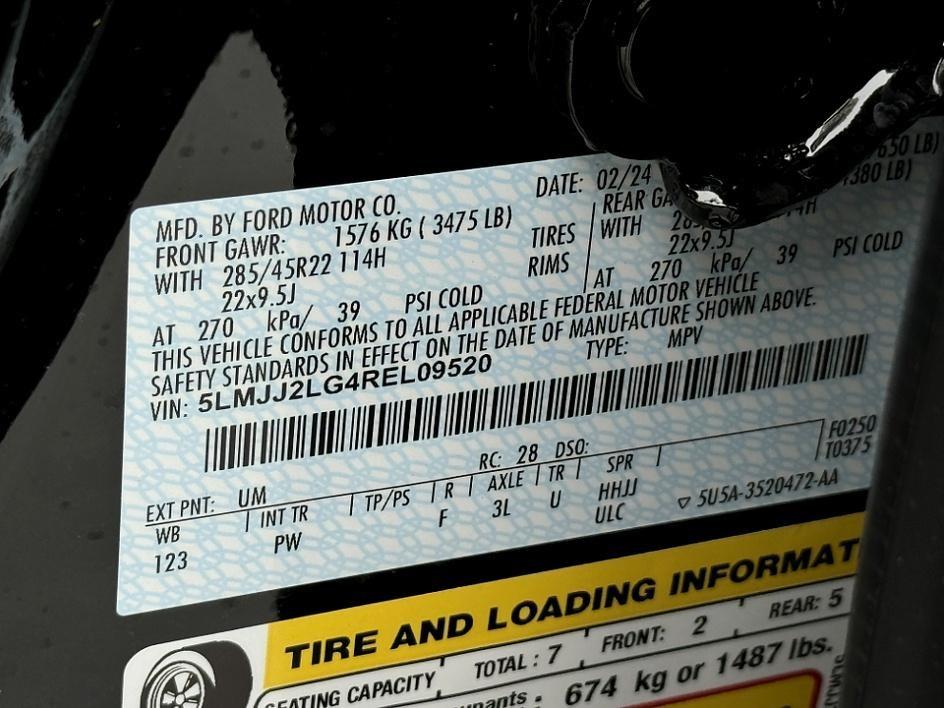 MFD. BY FORD MOTOR CO.
DATE: 02/24
650 LB)
FRONT GAWR: 1576 KG ( 3475 LB)
REAR GA
380 LB)
WITH 285/45R22 114H
TIRES
WITH
22x9.5J
RIMS
22x9.5J
AT 270 kPa/ 39 PSI COLD
AT 270 kPa/ 39 PSI COLD
THIS VEHICLE CONFORMS TO ALL APPLICABLE FEDERAL MOTOR VEHICLE
SAFETY STANDARDS IN EFFECT ON THE DATE OF MANUFACTURE SHOWN ABOVE.
VIN: 5LMJJ2LG4REL09520
TYPE: MPV
F0250
T0375
EXT PNT: UM
RC: 28 DSO:
WB INT TR TP/PS R AXLE TR SPR
123 PW F 3L U HHJJ
ULC
5U5A-3520472-AA
TIRE AND LOADING INFORMAT
SEATING CAPACITY TOTAL : 7 FRONT: 2 REAR: 5
674 kg or 1487 lbs.